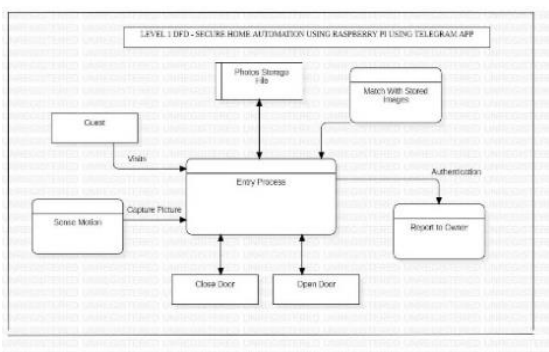 LEVEL 1 DFD - SECURE HOME AUTOMATION USING RASPBERRY PI USING TELEGRAM APP
Photos Storage
File
Match With Stored
Images
Guest
Visits
Entry Process
Authentication
Capture Picture
Sense Motion
Report to Owner
Close Door
Open Door